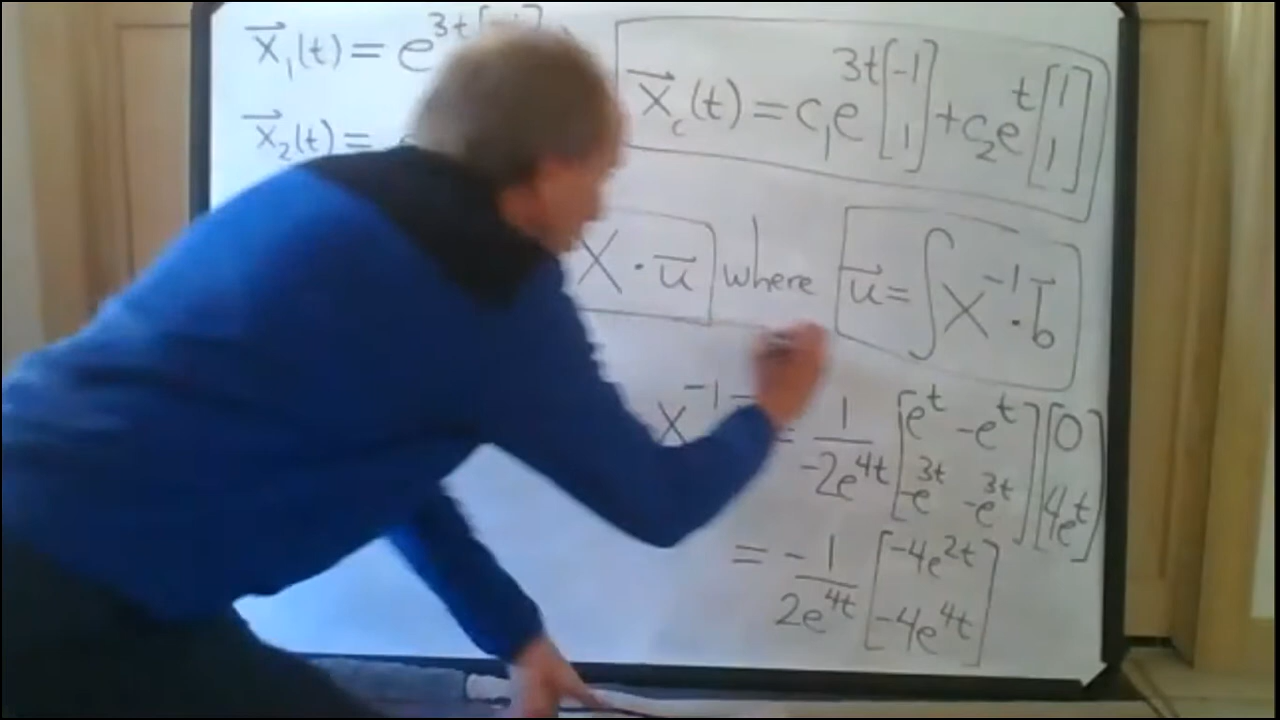 x⃗₁(t) = e^{3t}[
x⃗_c(t) = c₁e^{3t}[-1; 1] + c₂e^{t}[1; 1]
x⃗₂(t) =
X · u⃗ where u⃗ = ∫X⁻¹·b⃗
X⁻¹ = 1/(-2e^{4t}) [e^t -e^t; -e^{3t} -e^{3t}] [0; 4e^t]
= -1/(2e^{4t}) [-4e^{2t}; -4e^{4t}]